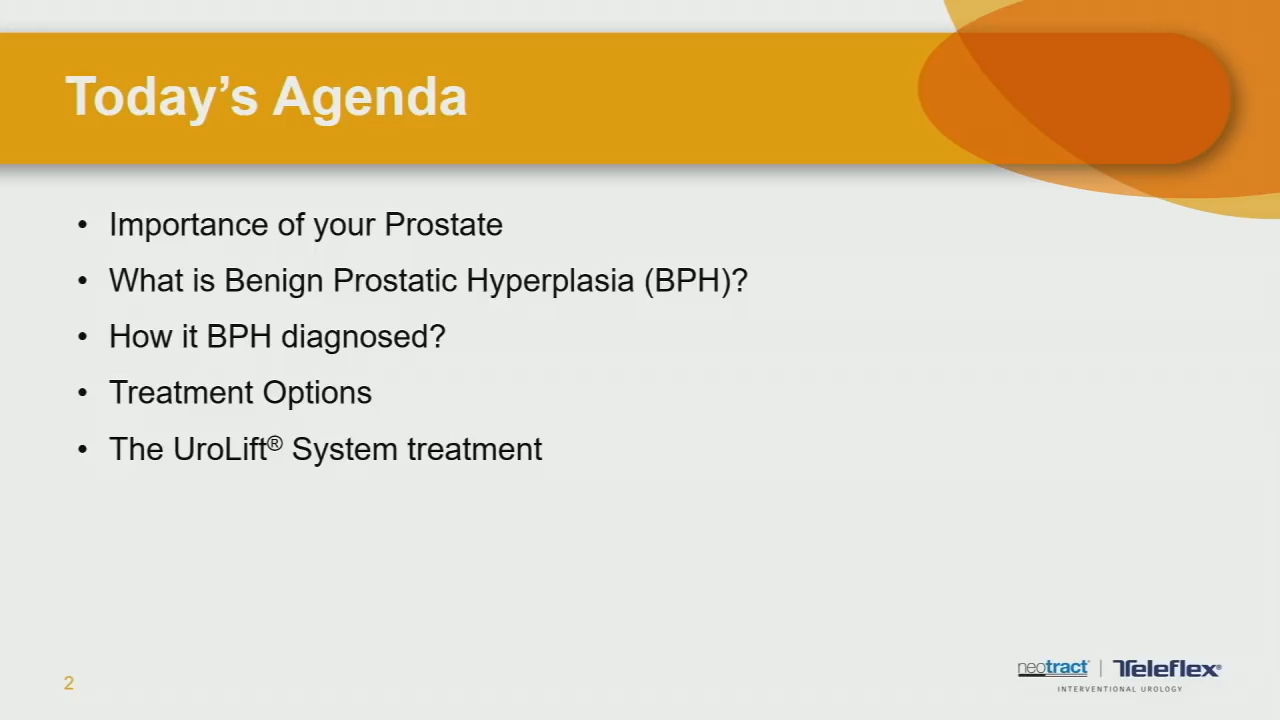 Today’s Agenda
• Importance of your Prostate
• What is Benign Prostatic Hyperplasia (BPH)?
• How it BPH diagnosed?
• Treatment Options
• The UroLift® System treatment
2
neotract | Teleflex®
INTERVENTIONAL UROLOGY